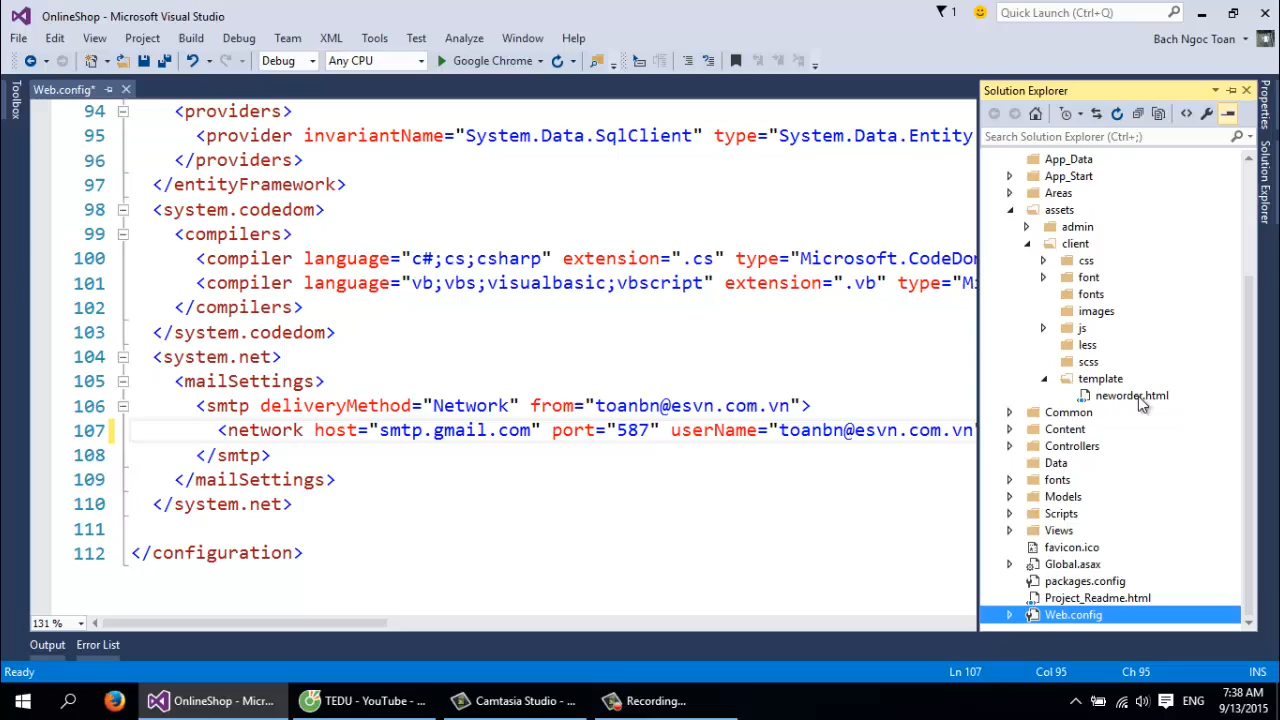 OnlineShop - Microsoft Visual Studio
1
Quick Launch (Ctrl+Q)
File Edit View Project Build Debug Team XML Tools Test Analyze Window Help
Bach Ngoc Toan
Debug Any CPU Google Chrome
Toolbox
Web.config*
94 <providers>
95 <provider invariantName="System.Data.SqlClient" type="System.Data.Entity
96 </providers>
97 </entityFramework>
98 <system.codedom>
99 <compilers>
100 <compiler language="c#;cs;csharp" extension=".cs" type="Microsoft.CodeDon
101 <compiler language="vb;vbs;visualbasic;vbscript" extension=".vb" type="Mi
102 </compilers>
103 </system.codedom>
104 <system.net>
105 <mailSettings>
106 <smtp deliveryMethod="Network" from="toanbn@esvn.com.vn">
107 <network host="smtp.gmail.com" port="587" userName="toanbn@esvn.com.vn"
108 </smtp>
109 </mailSettings>
110 </system.net>
111
112 </configuration>
131 %
Solution Explorer
Search Solution Explorer (Ctrl+;)
App_Data
App_Start
Areas
assets
admin
client
css
font
fonts
images
js
less
scss
template
neworder.html
Common
Content
Controllers
Data
fonts
Models
Scripts
Views
favicon.ico
Global.asax
packages.config
Project_Readme.html
Web.config
Properties
Solution Explorer
Output Error List
Ready Ln 107 Col 95 Ch 95 INS
OnlineShop - Micr... TEDU - YouTube - ... Camtasia Studio - ... Recording... ENG
7:38 AM
9/13/2015